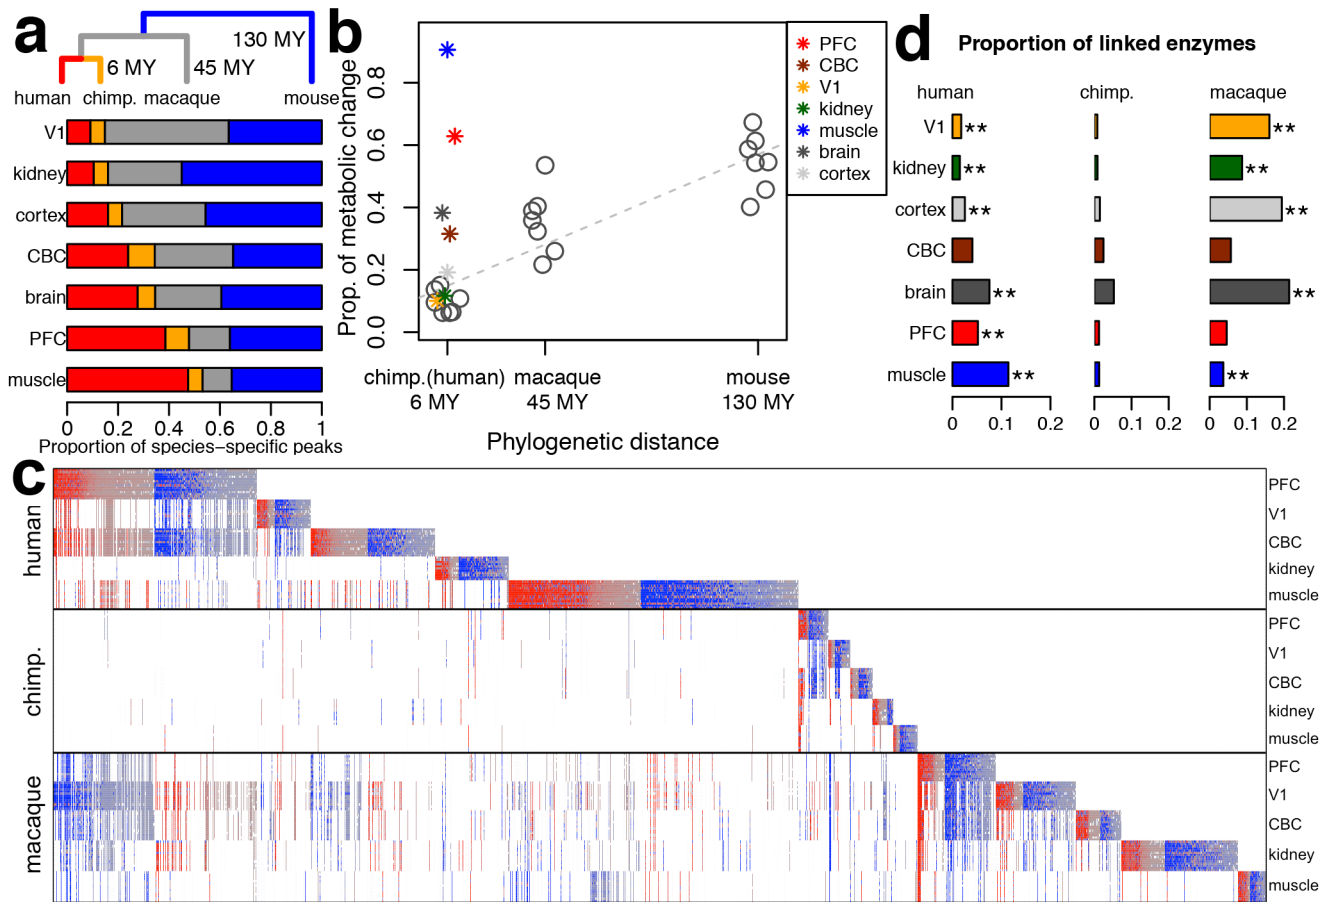 a
130 MY
6 MY
45 MY
human
chimp.
macaque
mouse
V1
kidney
cortex
CBC
brain
PFC
muscle
0
0.2
0.4
0.6
0.8
1
Proportion of species−specific peaks
b
Prop. of metabolic change
0.0
0.2
0.4
0.6
0.8
PFC
CBC
V1
kidney
muscle
brain
cortex
chimp.(human)
6 MY
macaque
45 MY
mouse
130 MY
Phylogenetic distance
d
Proportion of linked enzymes
human
chimp.
macaque
V1
**
**
kidney
**
**
cortex
**
**
CBC
brain
**
**
PFC
**
muscle
**
**
0
0.1
0.2
0
0.1
0.2
0
0.1
0.2
c
human
PFC
V1
CBC
kidney
muscle
chimp.
PFC
V1
CBC
kidney
muscle
macaque
PFC
V1
CBC
kidney
muscle